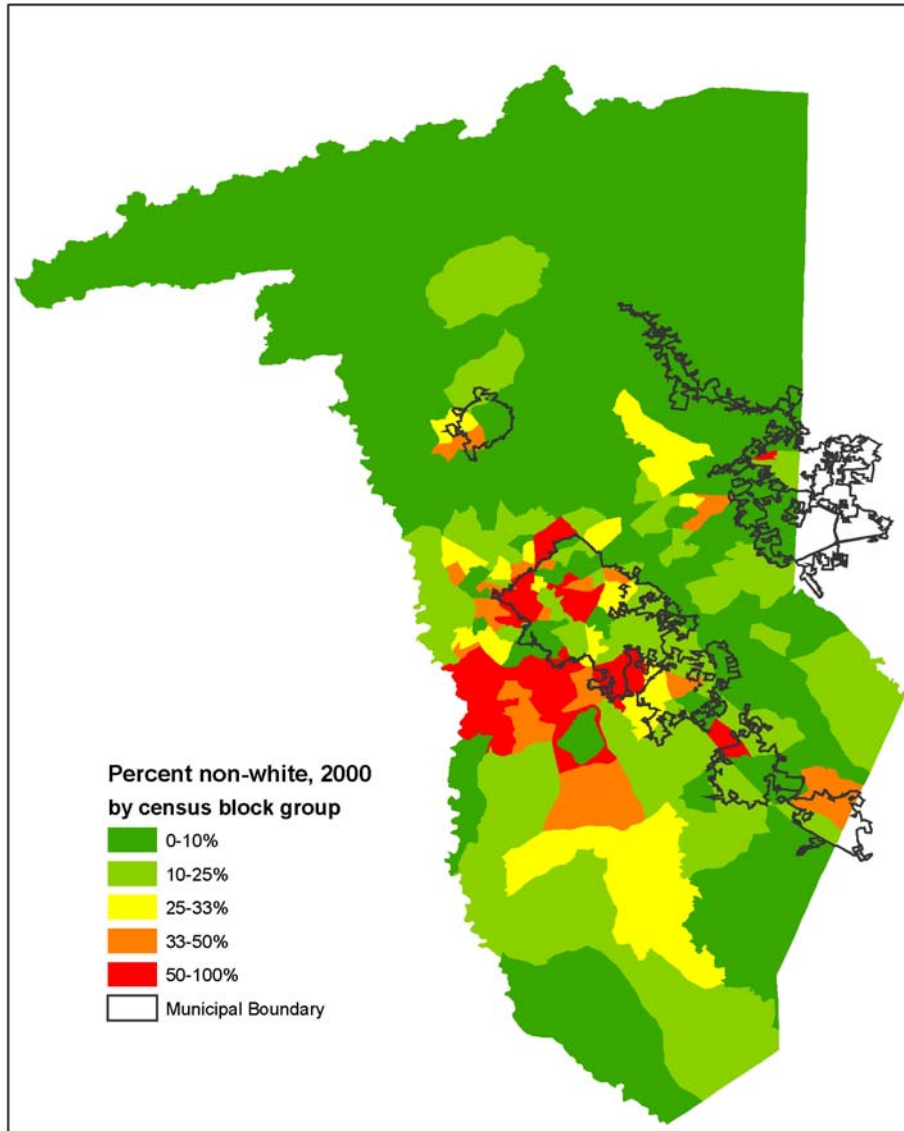 Percent non-white, 2000
by census block group
0-10%
10-25%
25-33%
33-50%
50-100%
Municipal Boundary